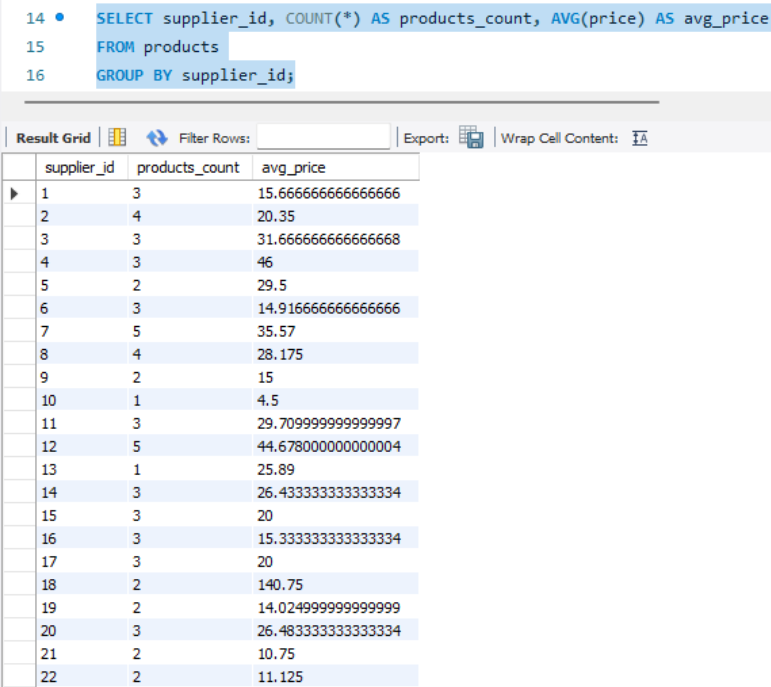 14 SELECT supplier_id, COUNT(*) AS products_count, AVG(price) AS avg_price
15 FROM products
16 GROUP BY supplier_id;
Result Grid Filter Rows: Export: Wrap Cell Content: IA
supplier_id products_count avg_price
1 3 15.666666666666666
2 4 20.35
3 3 31.666666666666668
4 3 46
5 2 29.5
6 3 14.916666666666666
7 5 35.57
8 4 28.175
9 2 15
10 1 4.5
11 3 29.709999999999997
12 5 44.678000000000004
13 1 25.89
14 3 26.433333333333334
15 3 20
16 3 15.333333333333334
17 3 20
18 2 140.75
19 2 14.024999999999999
20 3 26.483333333333334
21 2 10.75
22 2 11.125